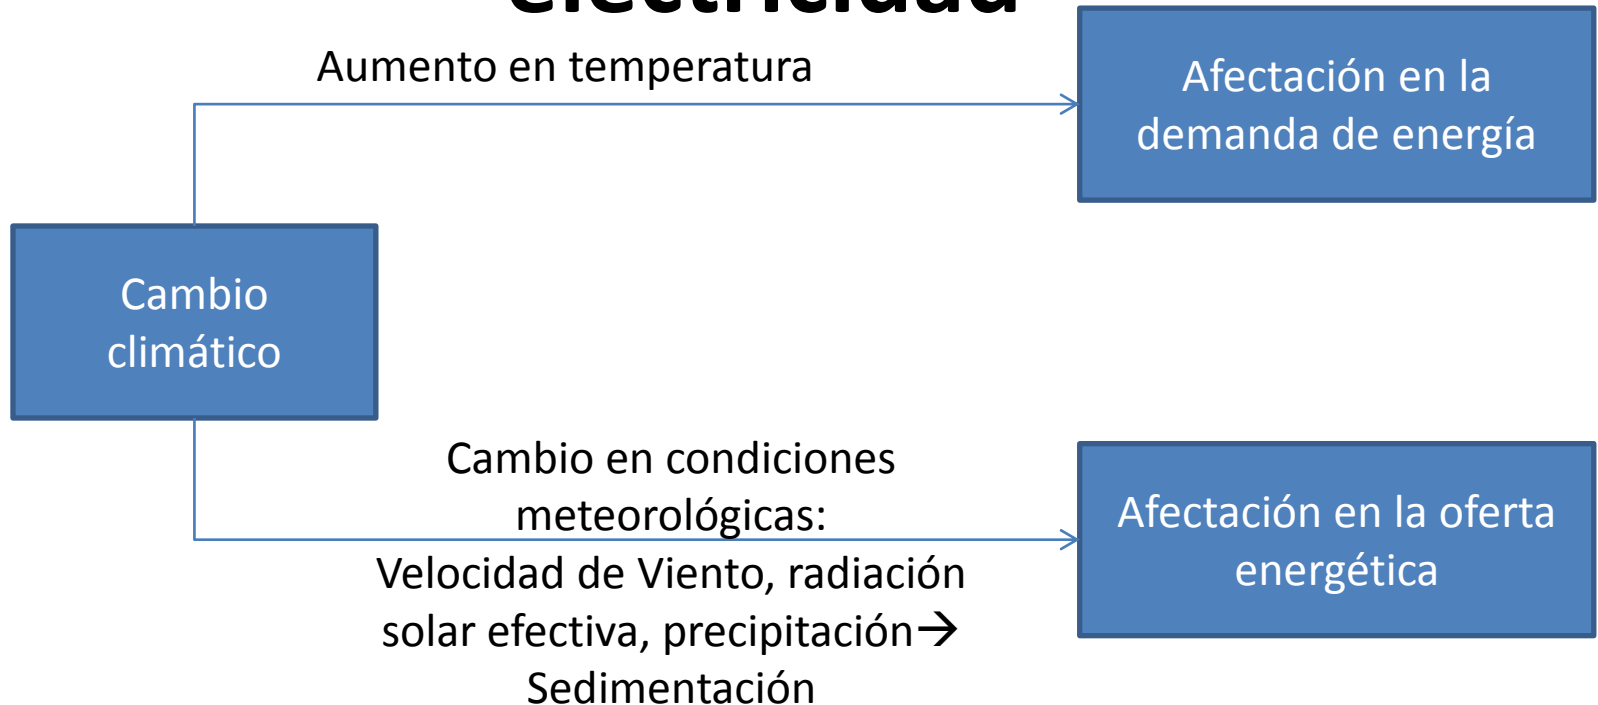 electricidad
Aumento en temperatura
Afectación en la
demanda de energía
Cambio
climático
Cambio en condiciones
meteorológicas:
Velocidad de Viento, radiación
solar efectiva, precipitación→
Sedimentación
Afectación en la oferta
energética